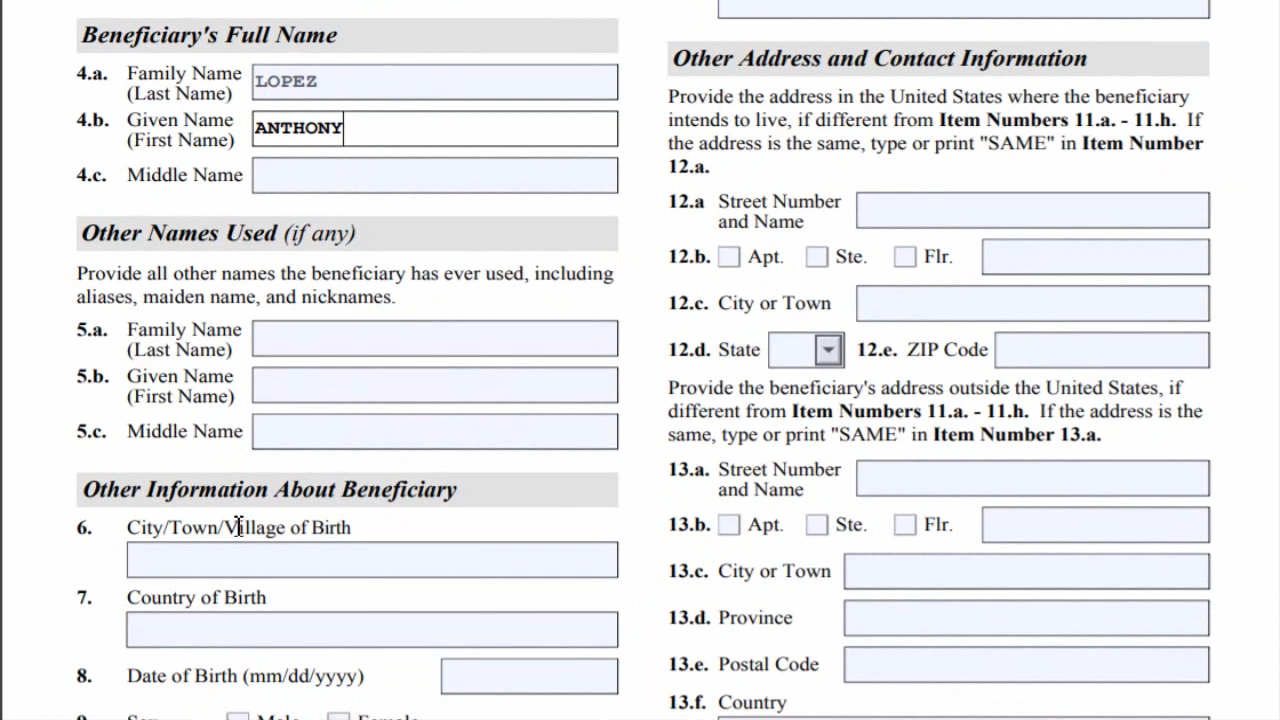 Beneficiary's Full Name
4.a. Family Name
(Last Name)
LOPEZ
4.b. Given Name
(First Name)
ANTHONY
4.c. Middle Name
Other Names Used (if any)
Provide all other names the beneficiary has ever used, including
aliases, maiden name, and nicknames.
5.a. Family Name
(Last Name)
5.b. Given Name
(First Name)
5.c. Middle Name
Other Information About Beneficiary
6. City/Town/Village of Birth
7. Country of Birth
8. Date of Birth (mm/dd/yyyy)
Male Female
Other Address and Contact Information
Provide the address in the United States where the beneficiary
intends to live, if different from Item Numbers 11.a. - 11.h. If
the address is the same, type or print "SAME" in Item Number
12.a.
12.a Street Number
and Name
12.b. Apt. Ste. Flr.
12.c. City or Town
12.d. State 12.e. ZIP Code
Provide the beneficiary's address outside the United States, if
different from Item Numbers 11.a. - 11.h. If the address is the
same, type or print "SAME" in Item Number 13.a.
13.a. Street Number
and Name
13.b. Apt. Ste. Flr.
13.c. City or Town
13.d. Province
13.e. Postal Code
13.f. Country